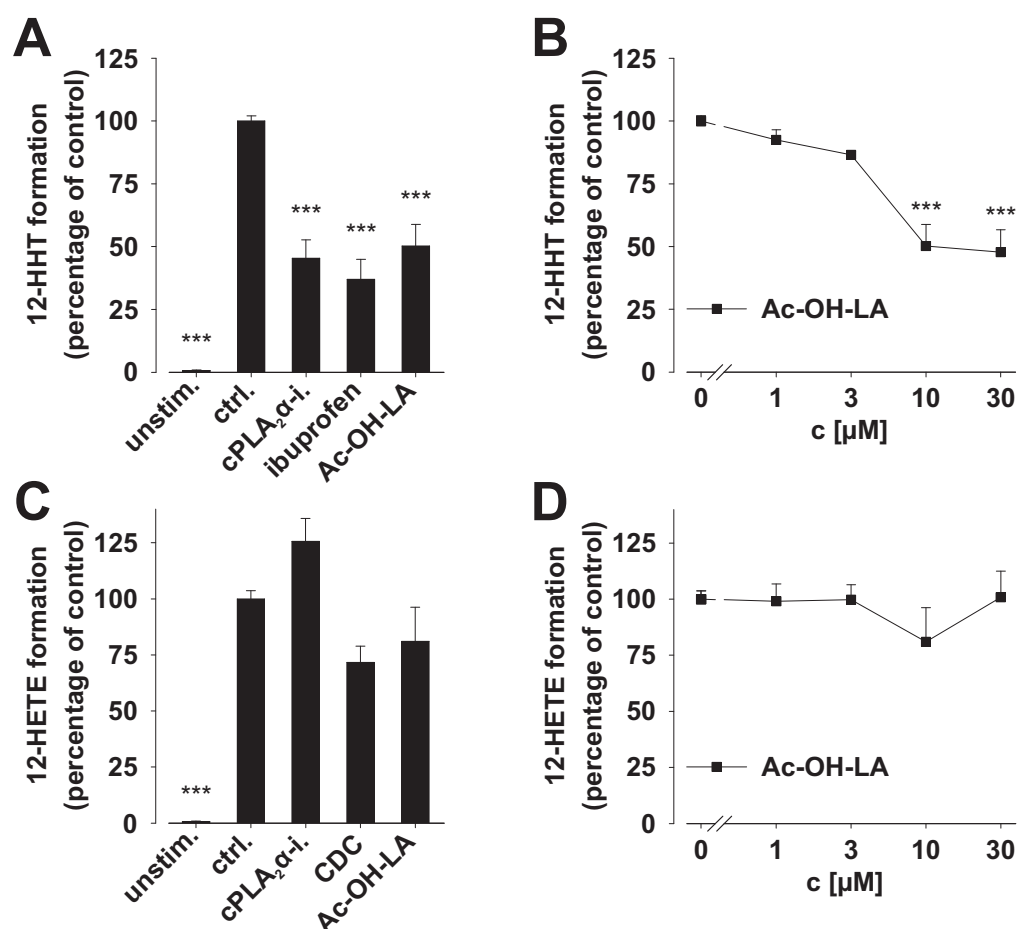 A
12-HHT formation
(percentage of control)
125
100
75
50
25
0
***
***
***
***
unstim.
ctrl.
cPLA₂α-i.
ibuprofen
Ac-OH-LA
B
12-HHT formation
(percentage of control)
125
100
75
50
25
0
***
***
Ac-OH-LA
0 1 3 10 30
c [µM]
C
12-HETE formation
(percentage of control)
125
100
75
50
25
0
***
unstim.
ctrl.
cPLA₂α-i.
CDC
Ac-OH-LA
D
12-HETE formation
(percentage of control)
125
100
75
50
25
0
Ac-OH-LA
0 1 3 10 30
c [µM]